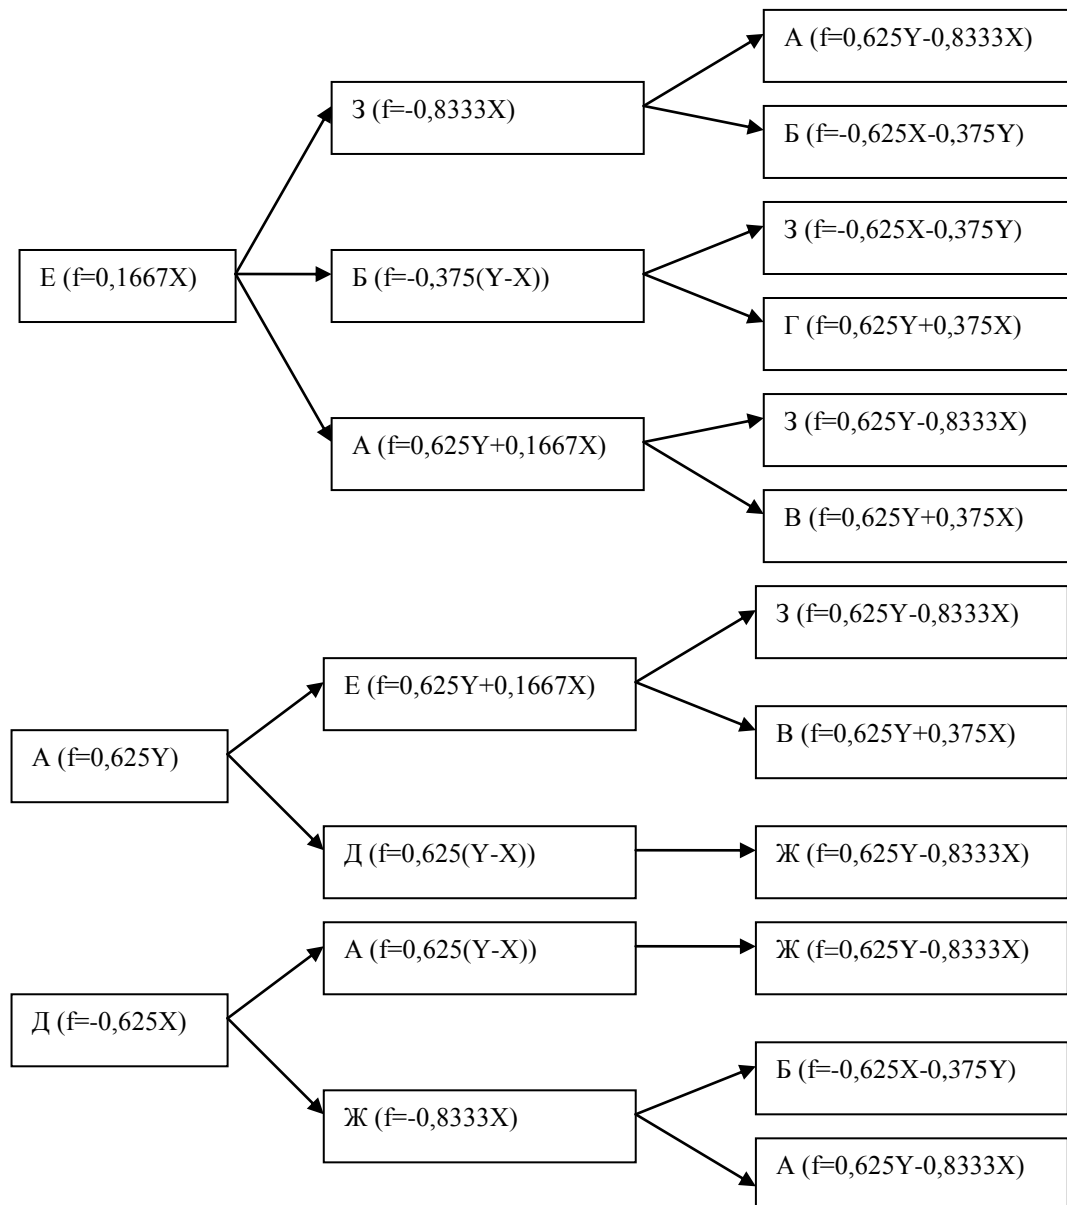 А (f=0,625Y-0,8333X)
З (f=-0,8333X)
Б (f=-0,625X-0,375Y)
З (f=-0,625X-0,375Y)
Е (f=0,1667X)
Б (f=-0,375(Y-X))
Г (f=0,625Y+0,375X)
З (f=0,625Y-0,8333X)
А (f=0,625Y+0,1667X)
В (f=0,625Y+0,375X)
З (f=0,625Y-0,8333X)
Е (f=0,625Y+0,1667X)
В (f=0,625Y+0,375X)
А (f=0,625Y)
Д (f=0,625(Y-X))
Ж (f=0,625Y-0,8333X)
А (f=0,625(Y-X))
Ж (f=0,625Y-0,8333X)
Д (f=-0,625X)
Б (f=-0,625X-0,375Y)
Ж (f=-0,8333X)
А (f=0,625Y-0,8333X)